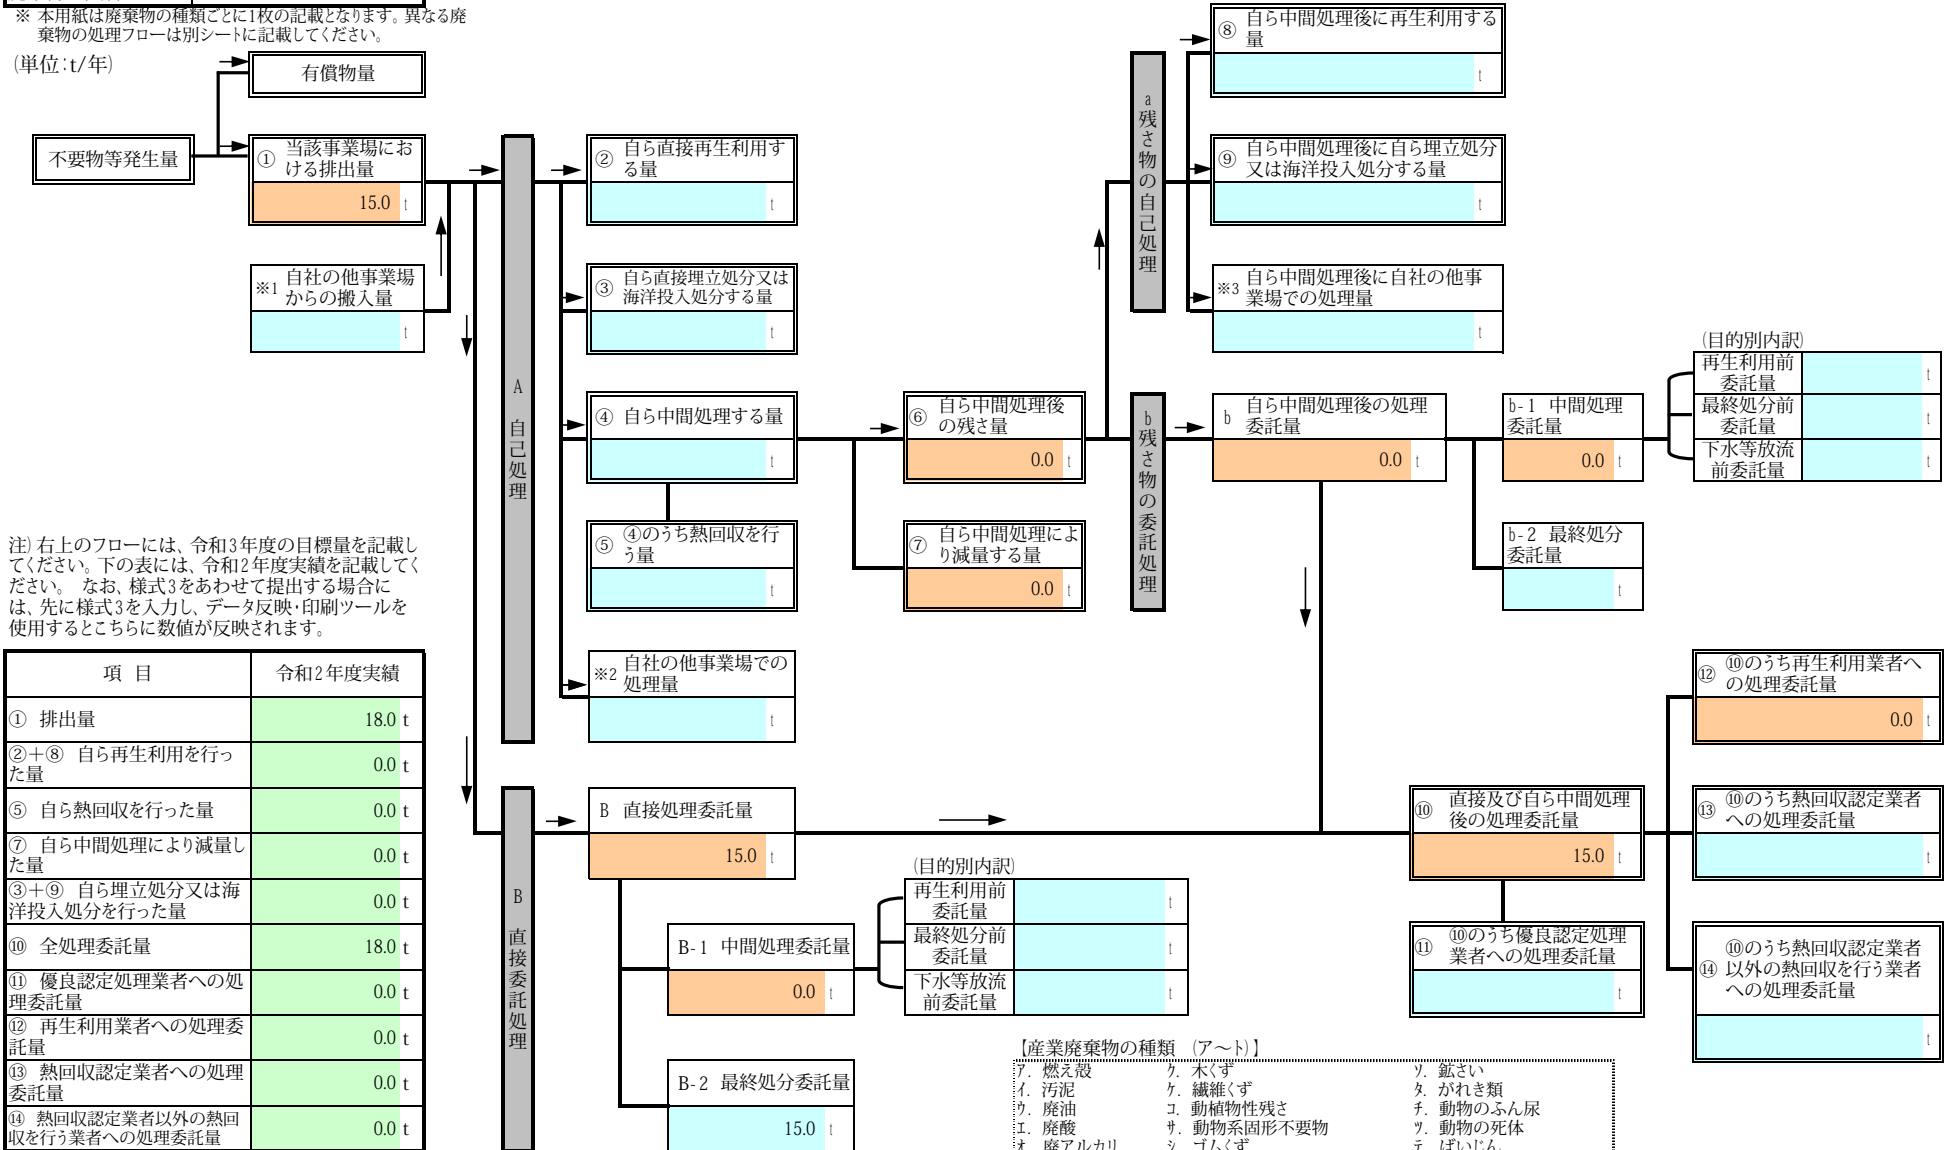 ※ 本用紙は廃棄物の種類ごとに1枚の記載となります。異なる廃
棄物の処理フローは別シートに記載してください。
(単位:t/年)
有償物量
不要物等発生量
① 当該事業場にお
ける排出量
15.0 t
※1 自社の他事業場
からの搬入量
t
A 自己処理
② 自ら直接再生利用す
る量
t
③ 自ら直接埋立処分又は
海洋投入処分する量
t
④ 自ら中間処理する量
t
⑤ ④のうち熱回収を行
う量
t
※2 自社の他事業場での
処理量
t
⑥ 自ら中間処理後
の残さ量
0.0 t
⑦ 自ら中間処理によ
り減量する量
0.0 t
a 残さ物の自己処理
⑧ 自ら中間処理後に再生利用する
量
t
⑨ 自ら中間処理後に自ら埋立処分
又は海洋投入処分する量
t
※3 自ら中間処理後に自社の他事
業場での処理量
t
b 残さ物の委託処理
b 自ら中間処理後の処理
委託量
0.0 t
b-1 中間処理
委託量
0.0 t
b-2 最終処分
委託量
t
(目的別内訳)
再生利用前
委託量
t
最終処分前
委託量
t
下水等放流
前委託量
t
注) 右上のフローには、令和3年度の目標量を記載し
てください。下の表には、令和2年度実績を記載してく
ださい。 なお、様式3をあわせて提出する場合に
は、先に様式3を入力し、データ反映・印刷ツールを
使用するとこちらに数値が反映されます。
項 目 令和2年度実績
① 排出量 18.0 t
②+⑧ 自ら再生利用を行っ
た量 0.0 t
⑤ 自ら熱回収を行った量 0.0 t
⑦ 自ら中間処理により減量し
た量 0.0 t
③+⑨ 自ら埋立処分又は海
洋投入処分を行った量 0.0 t
⑩ 全処理委託量 18.0 t
⑪ 優良認定処理業者への処
理委託量 0.0 t
⑫ 再生利用業者への処理委
託量 0.0 t
⑬ 熱回収認定業者への処理
委託量 0.0 t
⑭ 熱回収認定業者以外の熱回
収を行う業者への処理委託量 0.0 t
B 直接委託処理
B 直接処理委託量
15.0 t
B-1 中間処理委託量
0.0 t
B-2 最終処分委託量
15.0 t
(目的別内訳)
再生利用前
委託量
t
最終処分前
委託量
t
下水等放流
前委託量
t
⑩ 直接及び自ら中間処理
後の処理委託量
15.0 t
⑪ ⑩のうち優良認定処理
業者への処理委託量
t
⑫ ⑩のうち再生利用業者へ
の処理委託量
0.0 t
⑬ ⑩のうち熱回収認定業者
への処理委託量
t
⑭ ⑩のうち熱回収認定業者
以外の熱回収を行う業者
への処理委託量
t
【産業廃棄物の種類 (ア～ト)】
ア. 燃え殻 ク. 木くず ソ. 鉱さい
イ. 汚泥 ケ. 繊維くず タ. がれき類
ウ. 廃油 コ. 動植物性残さ チ. 動物のふん尿
エ. 廃酸 サ. 動物系固形不要物 ツ. 動物の死体
オ. 廃アルカリ シ. ゴムくず テ. ばいじん